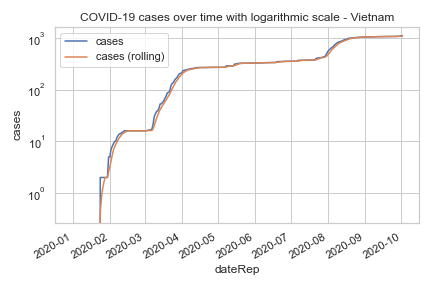 COVID-19 cases over time with logarithmic scale - Vietnam
cases
cases (rolling)
10³
10²
10¹
10⁰
cases
2020-01
2020-02
2020-03
2020-04
2020-05
2020-06
2020-07
2020-08
2020-09
2020-10
dateRep